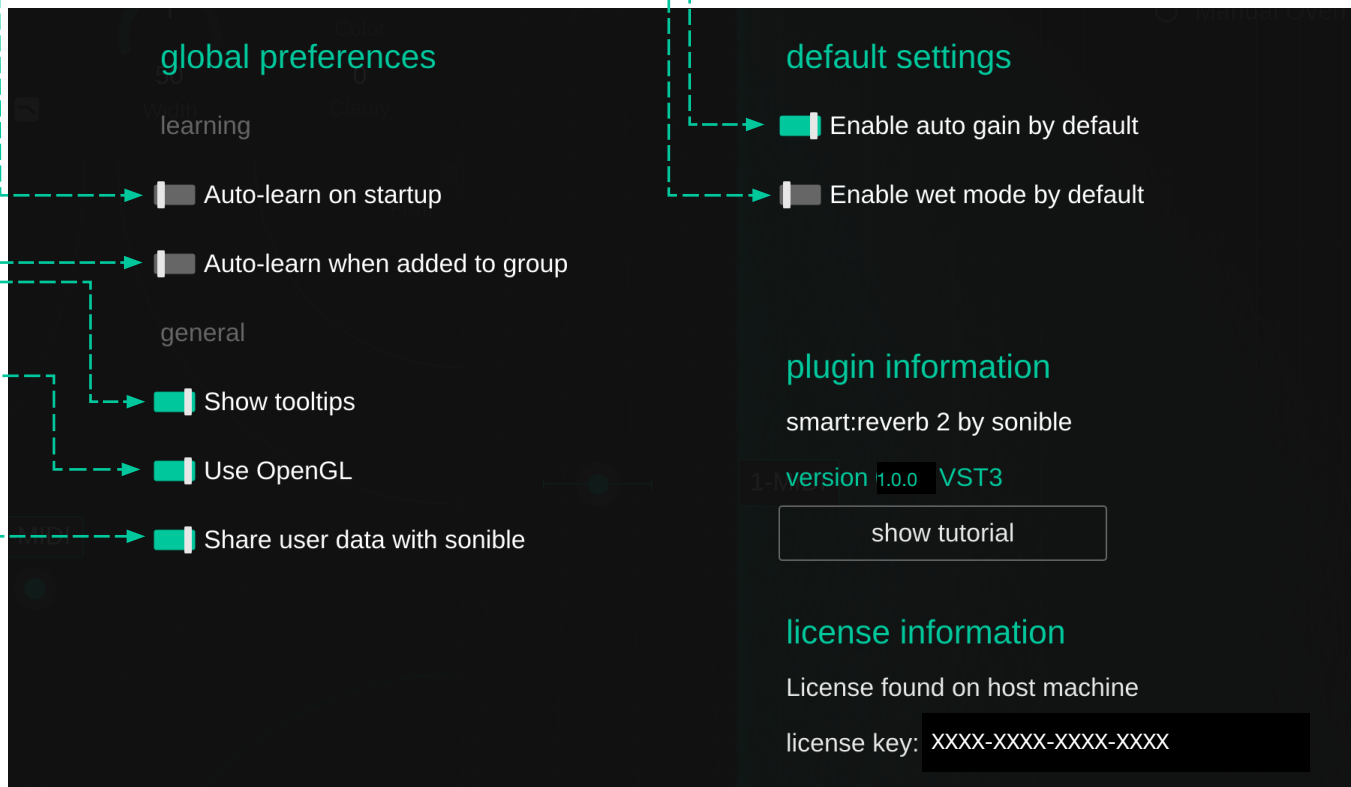 global preferences
learning
Auto-learn on startup
Auto-learn when added to group
general
Show tooltips
Use OpenGL
Share user data with sonible
default settings
Enable auto gain by default
Enable wet mode by default
plugin information
smart:reverb 2 by sonible
version 1.0.0 VST3
show tutorial
license information
License found on host machine
license key: XXXX-XXXX-XXXX-XXXX